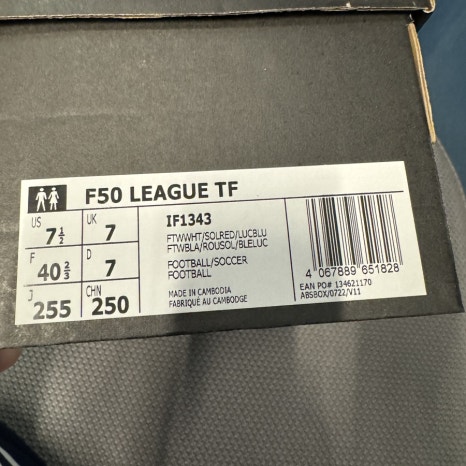 F50 LEAGUE TF
US 7½ UK 7
F 40⅔ D 7
J 255 CHN 250
IF1343
FTWWHT/SOLRED/LUCBLU
FTWBLA/ROUSOL/BLELUC
FOOTBALL/SOCCER
FOOTBALL
MADE IN CAMBODIA
FABRIQUÉ AU CAMBODGE
4 067889 651828
EAN PO# 134621170
ABSBOX/0722/V11